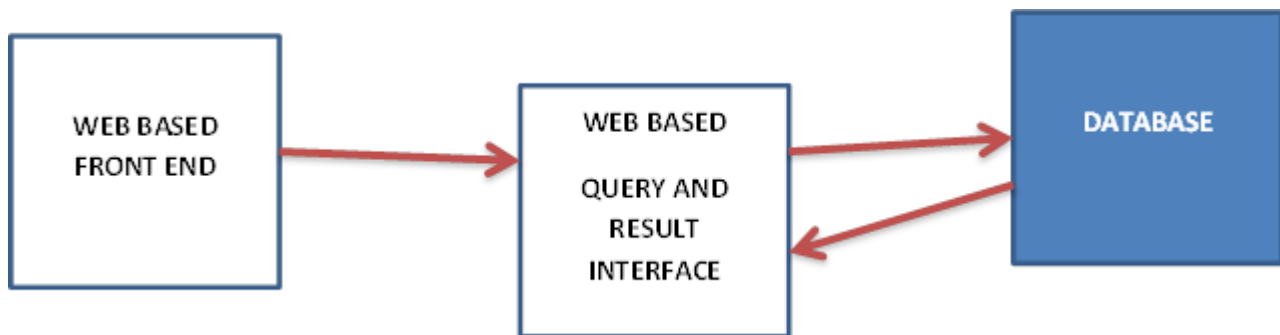 WEB BASED
FRONT END
WEB BASED
QUERY AND
RESULT
INTERFACE
DATABASE